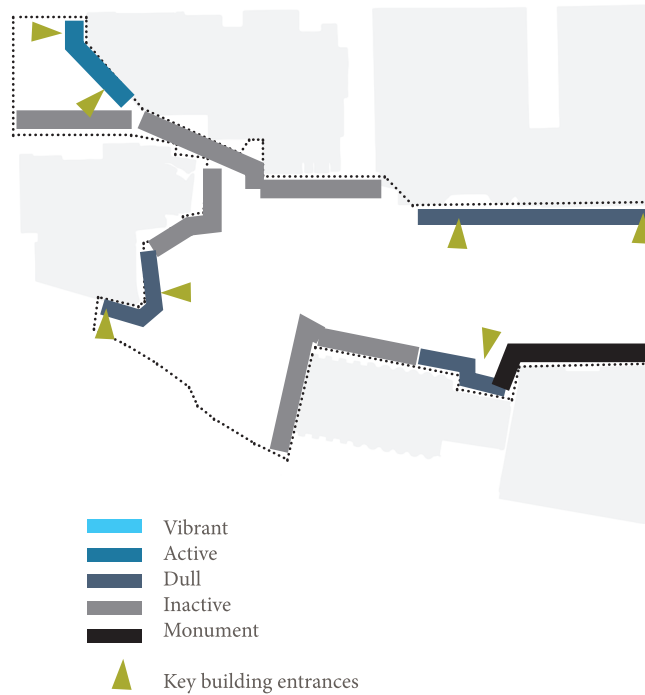 Vibrant
Active
Dull
Inactive
Monument
Key building entrances